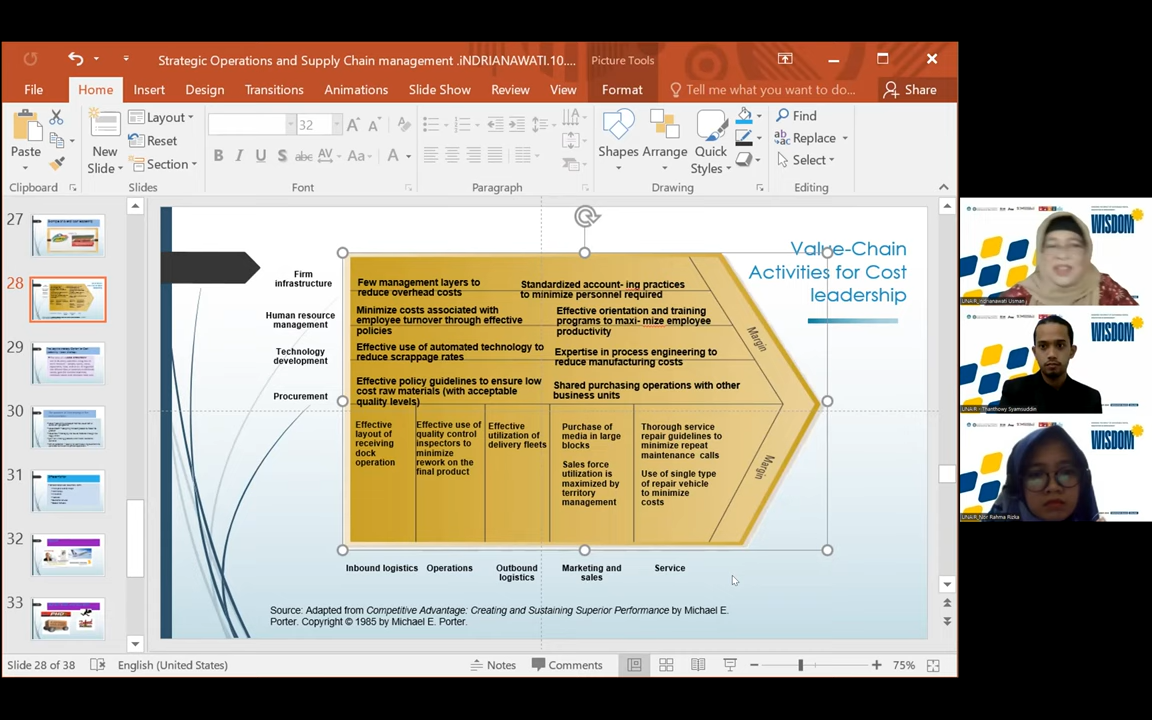 Strategic Operations and Supply Chain management .iNDRIANAWATI.10....
Picture Tools
File
Home
Insert
Design
Transitions
Animations
Slide Show
Review
View
Format
Tell me what you want to do...
Share
Paste
Clipboard
New
Slide
Layout
Reset
Section
Slides
32
B I U S abc AV Aa A
Font
Paragraph
Shapes
Arrange
Quick
Styles
Drawing
Find
Replace
Select
Editing
27
28
29
30
31
32
33
Value-Chain
Activities for Cost
leadership
Firm
infrastructure
Few management layers to
reduce overhead costs
Standardized account- ing practices
to minimize personnel required
Human resource
management
Minimize costs associated with
employee turnover through effective
policies
Effective orientation and training
programs to maxi- mize employee
productivity
Technology
development
Effective use of automated technology to
reduce scrappage rates
Expertise in process engineering to
reduce manufacturing costs
Procurement
Effective policy guidelines to ensure low
cost raw materials (with acceptable
quality levels)
Shared purchasing operations with other
business units
Margin
Margin
Effective
layout of
receiving
dock
operation
Effective use of
quality control
inspectors to
minimize
rework on the
final product
Effective
utilization of
delivery fleets
Purchase of
media in large
blocks
Sales force
utilization is
maximized by
territory
management
Thorough service
repair guidelines to
minimize repeat
maintenance calls
Use of single type
of repair vehicle
to minimize
costs
Inbound logistics
Operations
Outbound
logistics
Marketing and
sales
Service
Source: Adapted from Competitive Advantage: Creating and Sustaining Superior Performance by Michael E.
Porter. Copyright © 1985 by Michael E. Porter.
Slide 28 of 38
English (United States)
Notes
Comments
75%
WISDOM
UNAIR_Indrianawati Usman
WISDOM
UNAIR - Thanthowy Syamsuddin
WISDOM
UNAIR_Nor Rahma Rizka